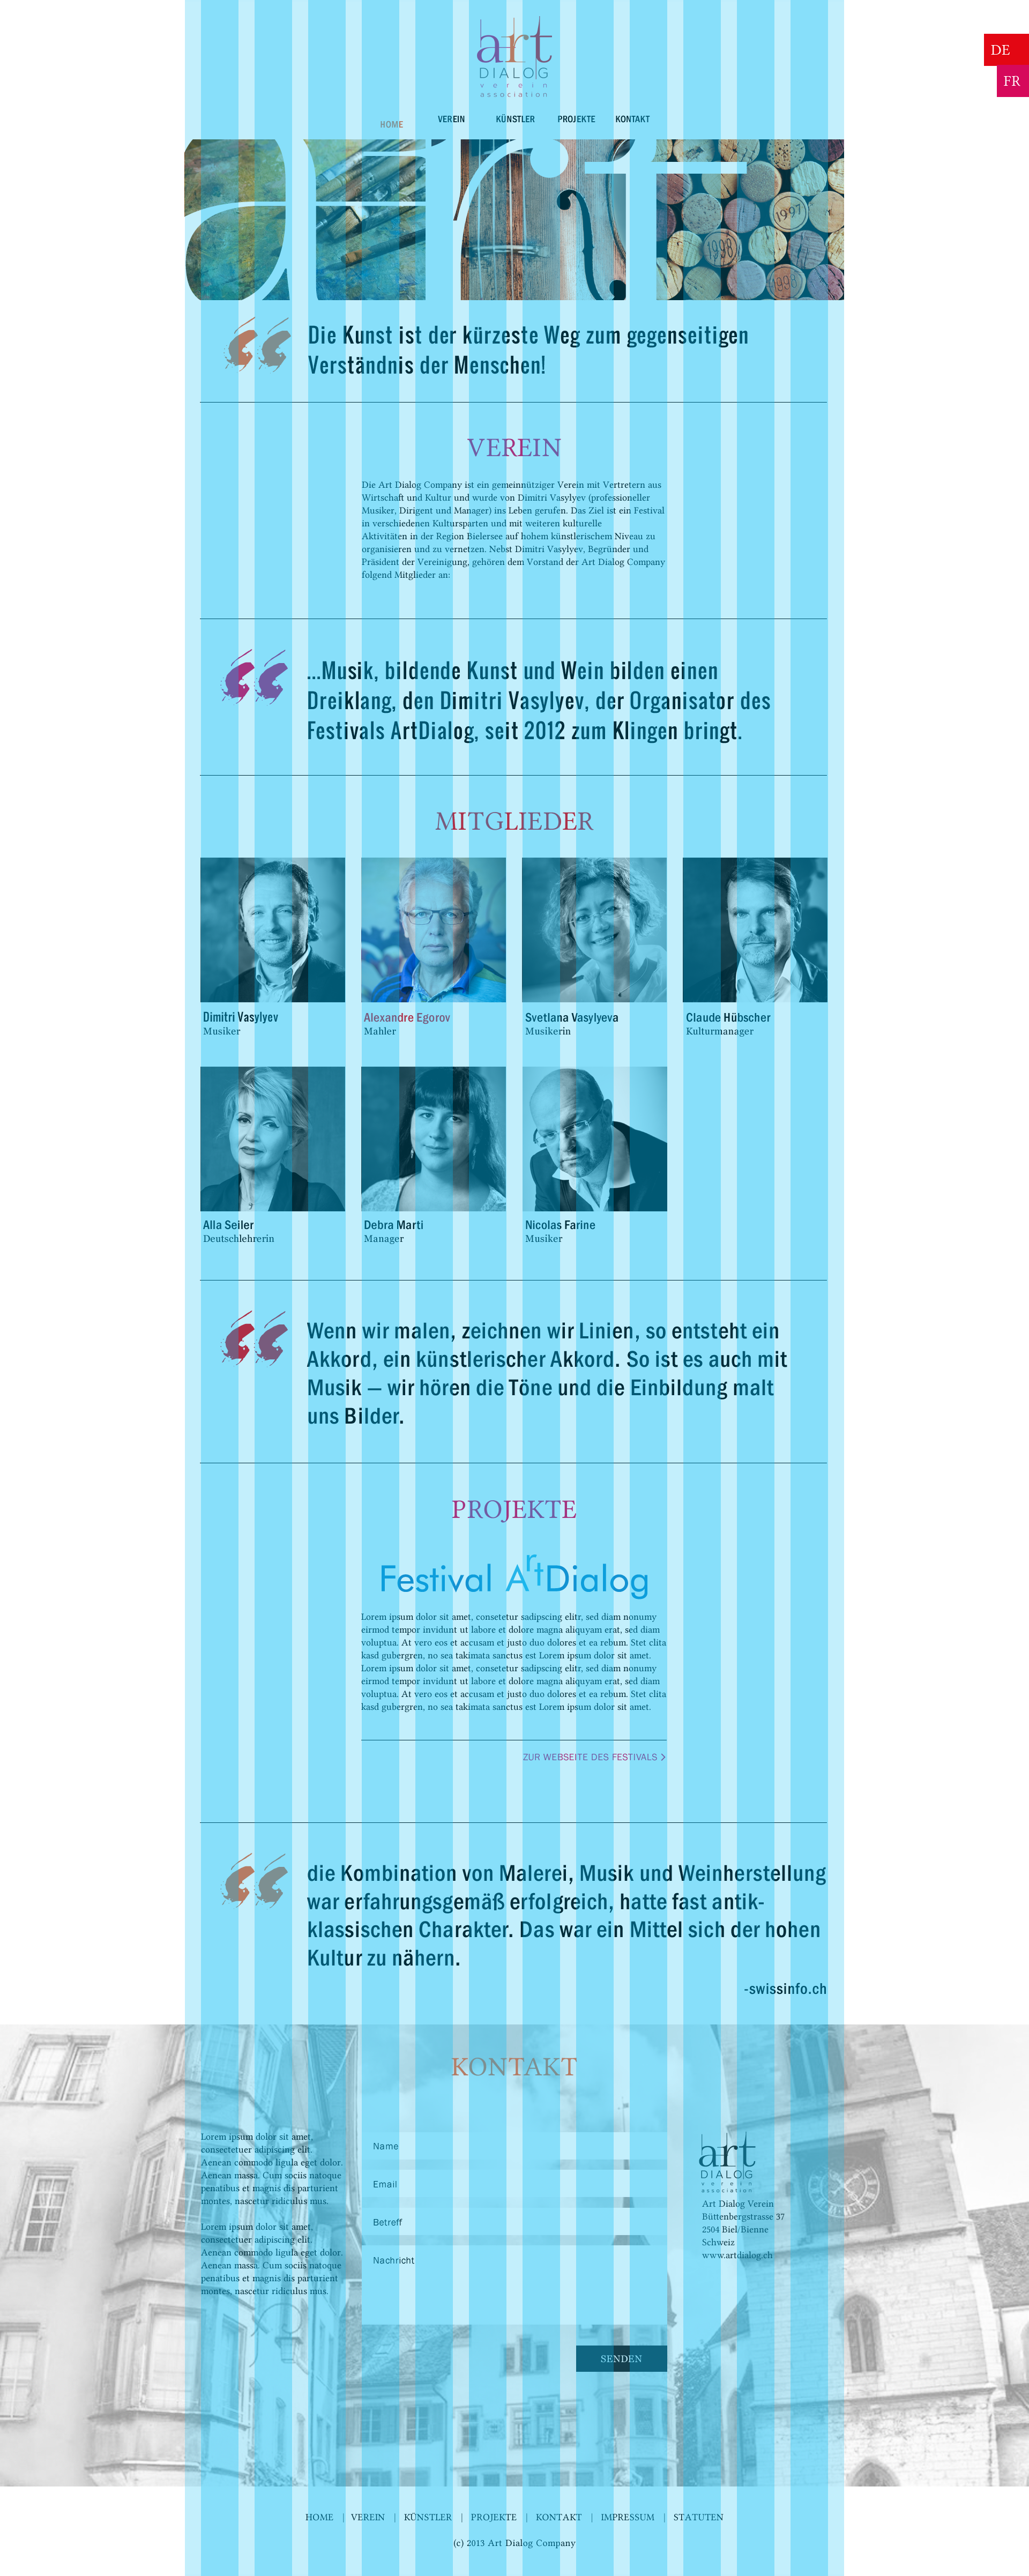 DE
FR
art
DIALOG
verein
association
HOME VEREIN KÜNSTLER PROJEKTE KONTAKT
art
1997
1998
1998
Die Kunst ist der kürzeste Weg zum gegenseitigen
Verständnis der Menschen!
VEREIN
Die Art Dialog Company ist ein gemeinnütziger Verein mit Vertretern aus
Wirtschaft und Kultur und wurde von Dimitri Vasylyev (professioneller
Musiker, Dirigent und Manager) ins Leben gerufen. Das Ziel ist ein Festival
in verschiedenen Kultursparten und mit weiteren kulturelle
Aktivitäten in der Region Bielersee auf hohem künstlerischem Niveau zu
organisieren und zu vernetzen. Nebst Dimitri Vasylyev, Begründer und
Präsident der Vereinigung, gehören dem Vorstand der Art Dialog Company
folgend Mitglieder an:
...Musik, bildende Kunst und Wein bilden einen
Dreiklang, den Dimitri Vasylyev, der Organisator des
Festivals ArtDialog, seit 2012 zum Klingen bringt.
MITGLIEDER
Dimitri Vasylyev
Musiker
Alexandre Egorov
Mahler
Svetlana Vasylyeva
Musikerin
Claude Hübscher
Kulturmanager
Alla Seiler
Deutschlehrerin
Debra Marti
Manager
Nicolas Farine
Musiker
Wenn wir malen, zeichnen wir Linien, so entsteht ein
Akkord, ein künstlerischer Akkord. So ist es auch mit
Musik – wir hören die Töne und die Einbildung malt
uns Bilder.
PROJEKTE
Festival ArtDialog
Lorem ipsum dolor sit amet, consetetur sadipscing elitr, sed diam nonumy
eirmod tempor invidunt ut labore et dolore magna aliquyam erat, sed diam
voluptua. At vero eos et accusam et justo duo dolores et ea rebum. Stet clita
kasd gubergren, no sea takimata sanctus est Lorem ipsum dolor sit amet.
Lorem ipsum dolor sit amet, consetetur sadipscing elitr, sed diam nonumy
eirmod tempor invidunt ut labore et dolore magna aliquyam erat, sed diam
voluptua. At vero eos et accusam et justo duo dolores et ea rebum. Stet clita
kasd gubergren, no sea takimata sanctus est Lorem ipsum dolor sit amet.
ZUR WEBSEITE DES FESTIVALS >
die Kombination von Malerei, Musik und Weinherstellung
war erfahrungsgemäß erfolgreich, hatte fast antik-
klassischen Charakter. Das war ein Mittel sich der hohen
Kultur zu nähern.
-swissinfo.ch
KONTAKT
Lorem ipsum dolor sit amet,
consectetuer adipiscing elit.
Aenean commodo ligula eget dolor.
Aenean massa. Cum sociis natoque
penatibus et magnis dis parturient
montes, nascetur ridiculus mus.
Lorem ipsum dolor sit amet,
consectetuer adipiscing elit.
Aenean commodo ligula eget dolor.
Aenean massa. Cum sociis natoque
penatibus et magnis dis parturient
montes, nascetur ridiculus mus.
Name
Email
Betreff
Nachricht
SENDEN
art
DIALOG
verein
association
Art Dialog Verein
Büttenbergstrasse 37
2504 Biel/Bienne
Schweiz
www.artdialog.ch
HOME | VEREIN | KÜNSTLER | PROJEKTE | KONTAKT | IMPRESSUM | STATUTEN
(c) 2013 Art Dialog Company